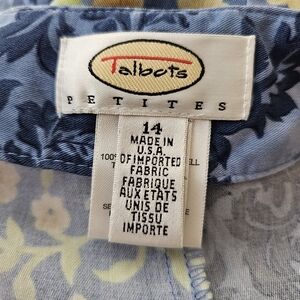 Talbots
PETITES
14
MADE IN
U.S.A.
OF IMPORTED
FABRIC
FABRIQUE
AUX ETATS
UNIS DE
TISSU
IMPORTE